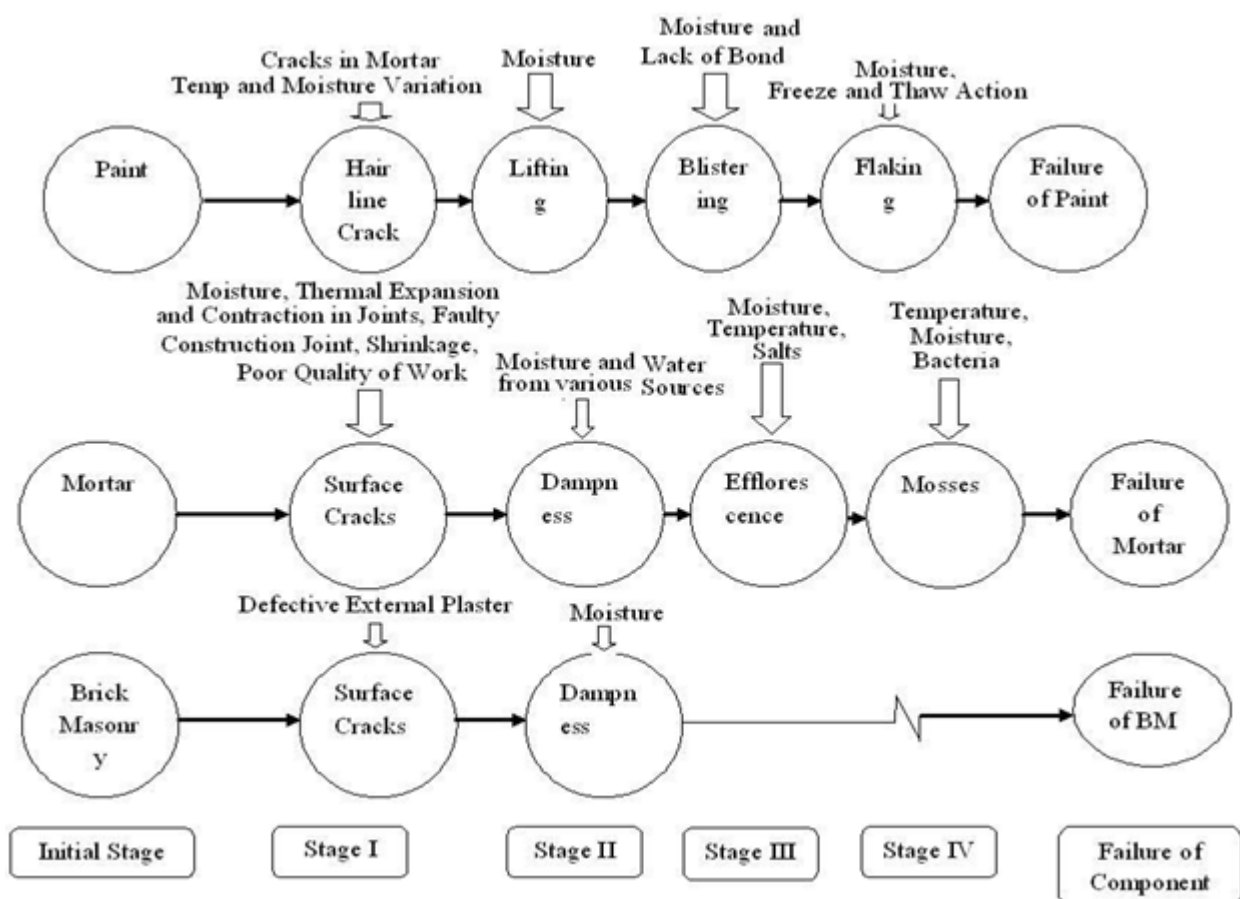 Cracks in Mortar
Temp and Moisture Variation
Moisture
Moisture and
Lack of Bond
Moisture,
Freeze and Thaw Action
Paint
Hair
line
Crack
Liftin
g
Blister
ing
Flakin
g
Failure
of Paint
Moisture, Thermal Expansion
and Contraction in Joints, Faulty
Construction Joint, Shrinkage,
Poor Quality of Work
Moisture and Water
from various Sources
Moisture,
Temperature,
Salts
Temperature,
Moisture,
Bacteria
Mortar
Surface
Cracks
Dampn
ess
Efflores
cence
Mosses
Failure
of
Mortar
Defective External Plaster
Moisture
Brick
Masonr
y
Surface
Cracks
Dampn
ess
Failure
of BM
Initial Stage
Stage I
Stage II
Stage III
Stage IV
Failure of
Component